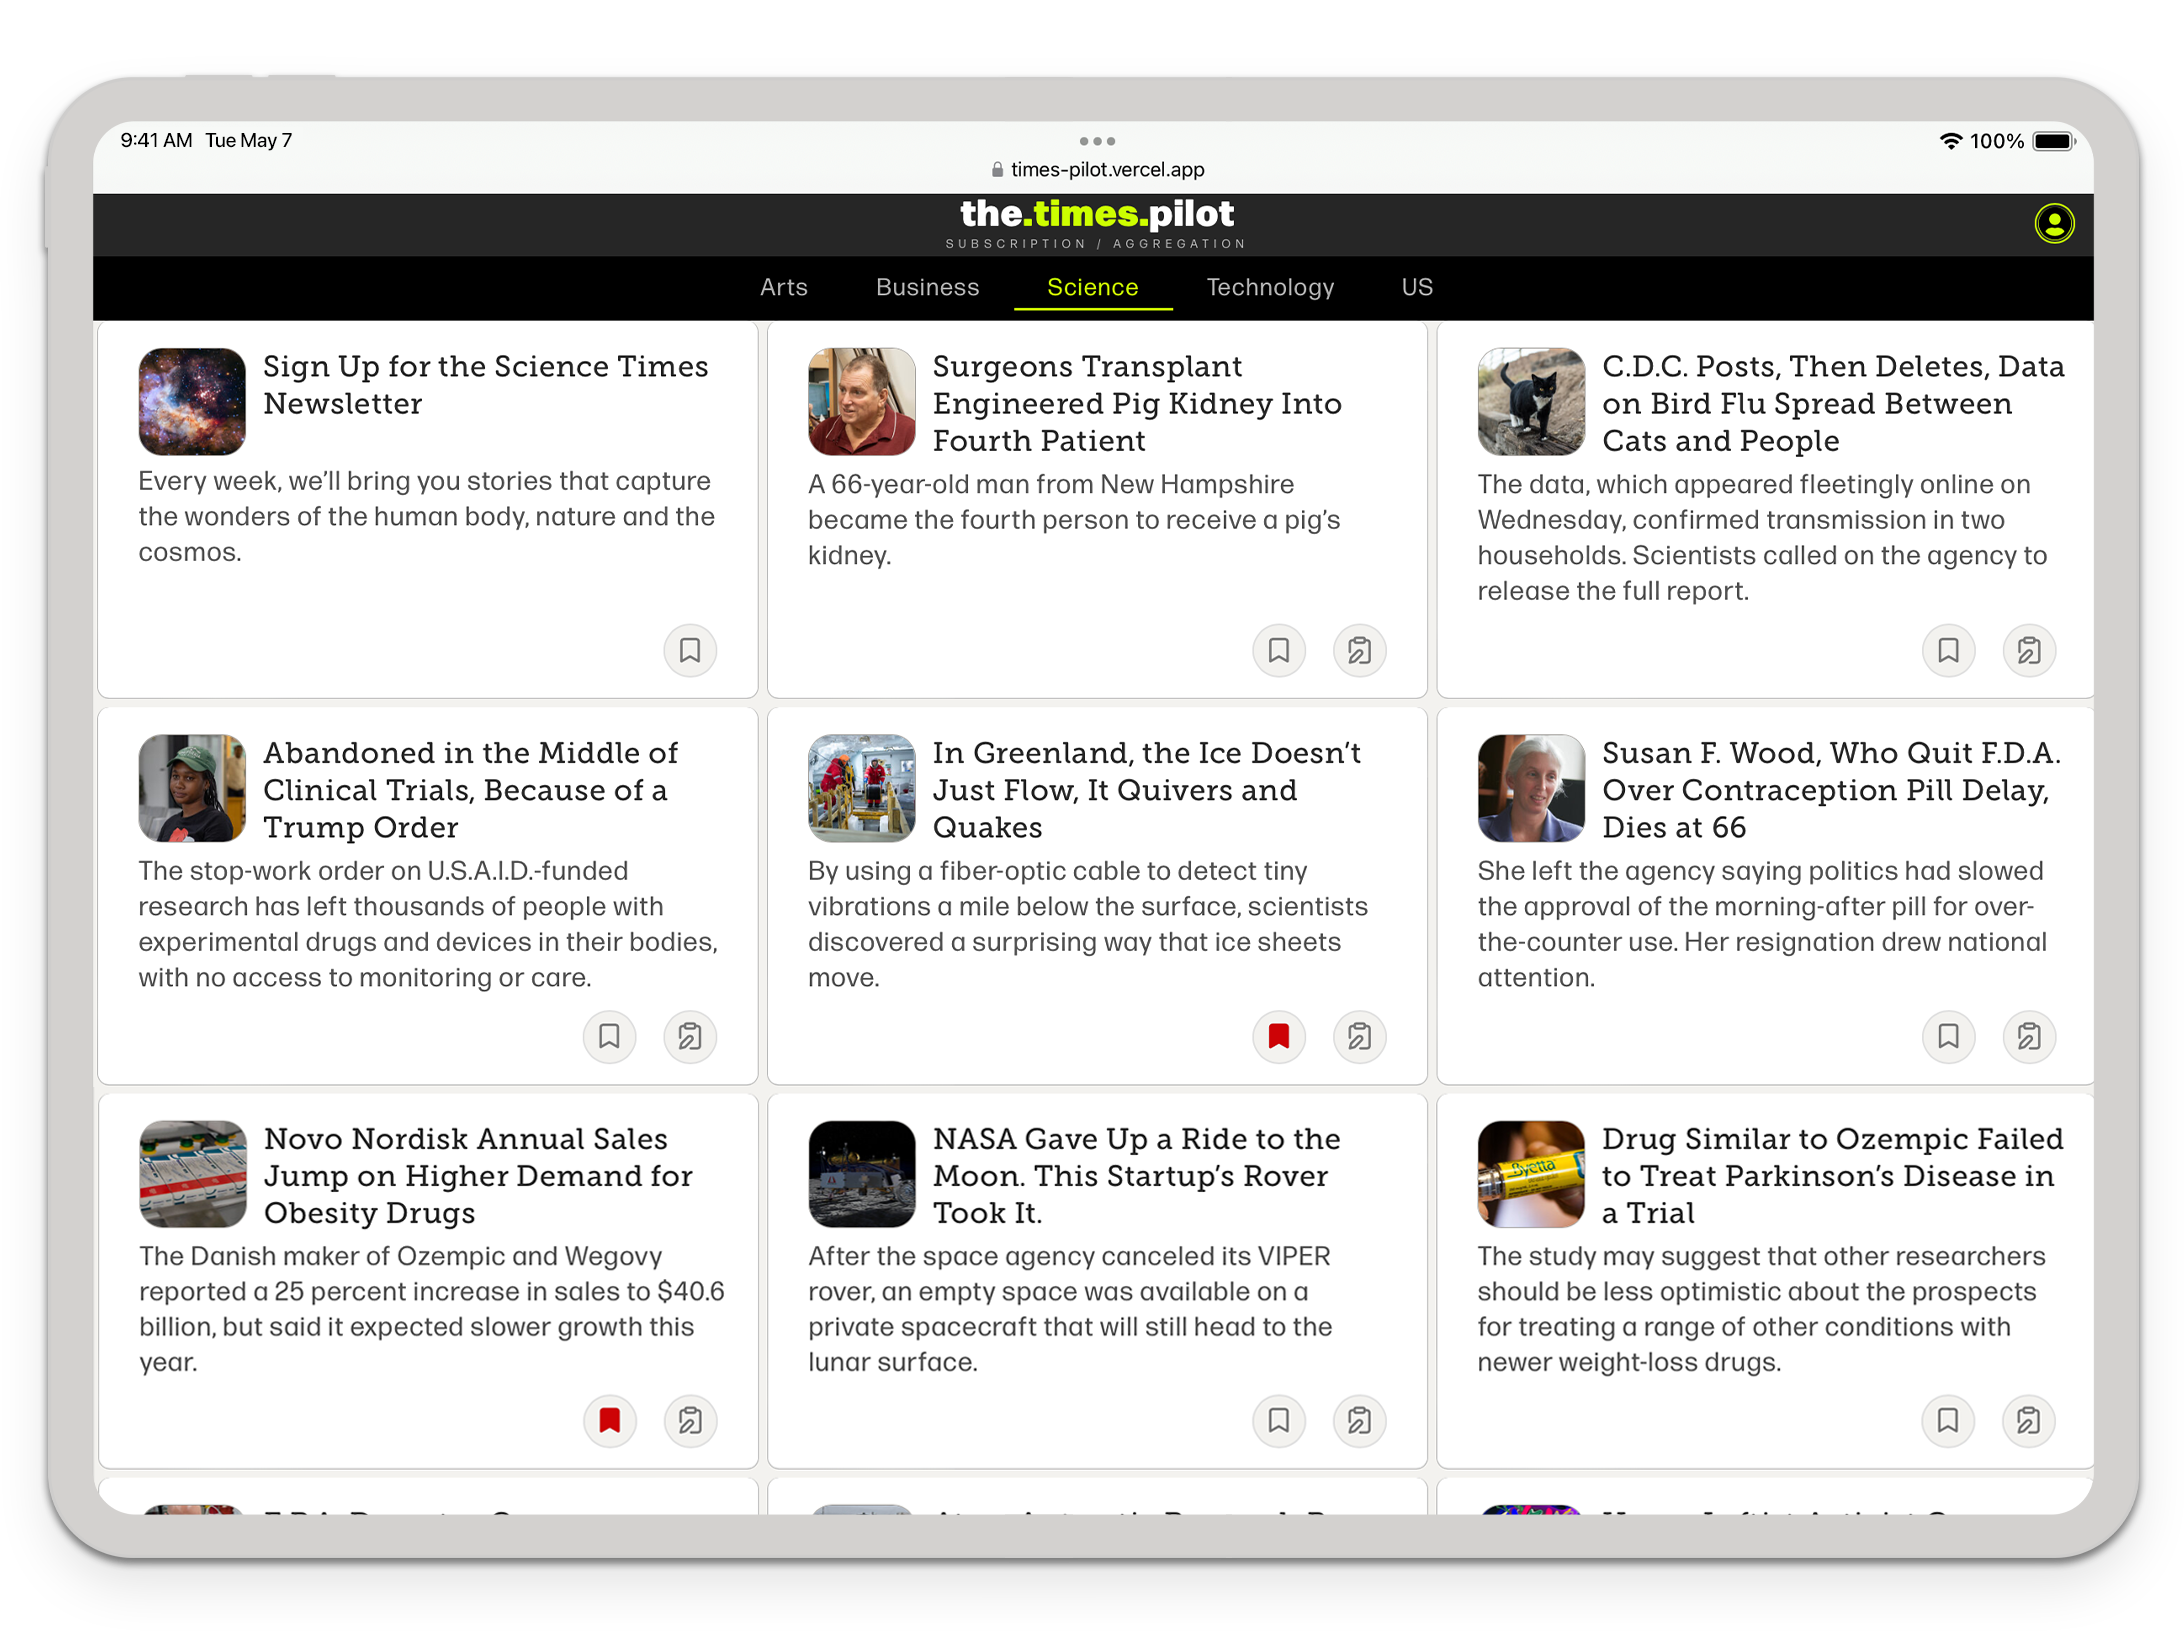 9:41 AM Tue May 7
100%
times-pilot.vercel.app
the.times.pilot
SUBSCRIPTION / AGGREGATION
Arts
Business
Science
Technology
US
Sign Up for the Science Times
Newsletter
Every week, we’ll bring you stories that capture
the wonders of the human body, nature and the
cosmos.
Surgeons Transplant
Engineered Pig Kidney Into
Fourth Patient
A 66-year-old man from New Hampshire
became the fourth person to receive a pig’s
kidney.
C.D.C. Posts, Then Deletes, Data
on Bird Flu Spread Between
Cats and People
The data, which appeared fleetingly online on
Wednesday, confirmed transmission in two
households. Scientists called on the agency to
release the full report.
Abandoned in the Middle of
Clinical Trials, Because of a
Trump Order
The stop-work order on U.S.A.I.D.-funded
research has left thousands of people with
experimental drugs and devices in their bodies,
with no access to monitoring or care.
In Greenland, the Ice Doesn’t
Just Flow, It Quivers and
Quakes
By using a fiber-optic cable to detect tiny
vibrations a mile below the surface, scientists
discovered a surprising way that ice sheets
move.
Susan F. Wood, Who Quit F.D.A.
Over Contraception Pill Delay,
Dies at 66
She left the agency saying politics had slowed
the approval of the morning-after pill for over-
the-counter use. Her resignation drew national
attention.
Novo Nordisk Annual Sales
Jump on Higher Demand for
Obesity Drugs
The Danish maker of Ozempic and Wegovy
reported a 25 percent increase in sales to $40.6
billion, but said it expected slower growth this
year.
NASA Gave Up a Ride to the
Moon. This Startup’s Rover
Took It.
After the space agency canceled its VIPER
rover, an empty space was available on a
private spacecraft that will still head to the
lunar surface.
Byetta
Drug Similar to Ozempic Failed
to Treat Parkinson’s Disease in
a Trial
The study may suggest that other researchers
should be less optimistic about the prospects
for treating a range of other conditions with
newer weight-loss drugs.